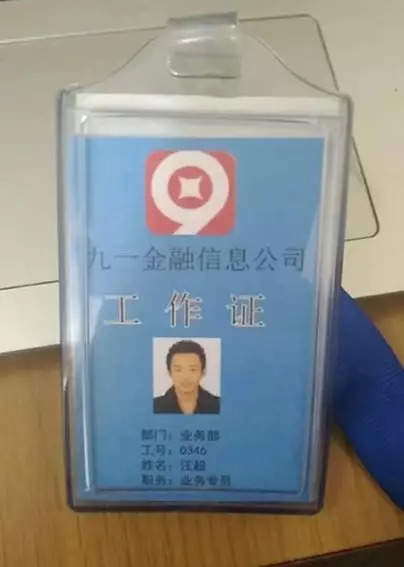 九一金融信息公司
工作证
部门：业务部
工号：0346
姓名：汪超
职务：业务专员